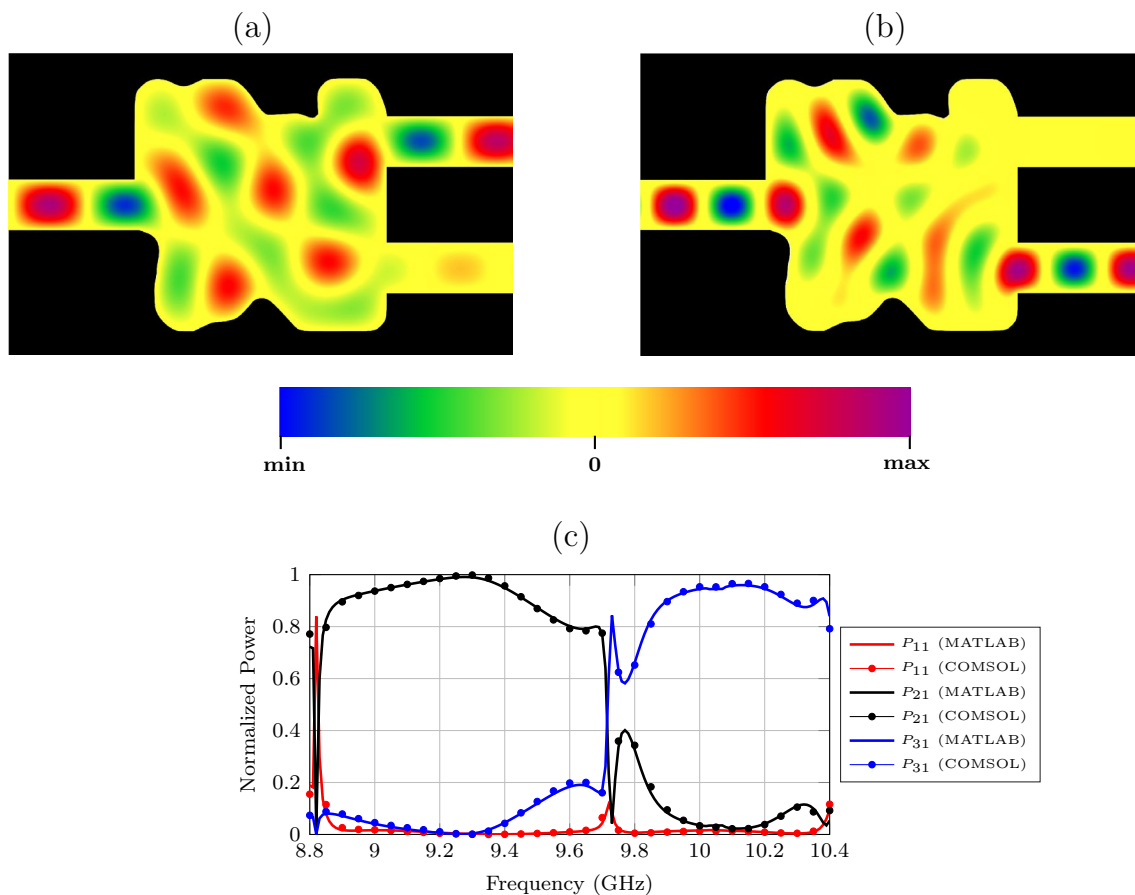 (a) (b)
min 0 max
(c)
1
0.8
0.6
0.4
0.2
0
Normalized Power
8.8 9 9.2 9.4 9.6 9.8 10 10.2 10.4
Frequency (GHz)
P11 (MATLAB)
P11 (COMSOL)
P21 (MATLAB)
P21 (COMSOL)
P31 (MATLAB)
P31 (COMSOL)